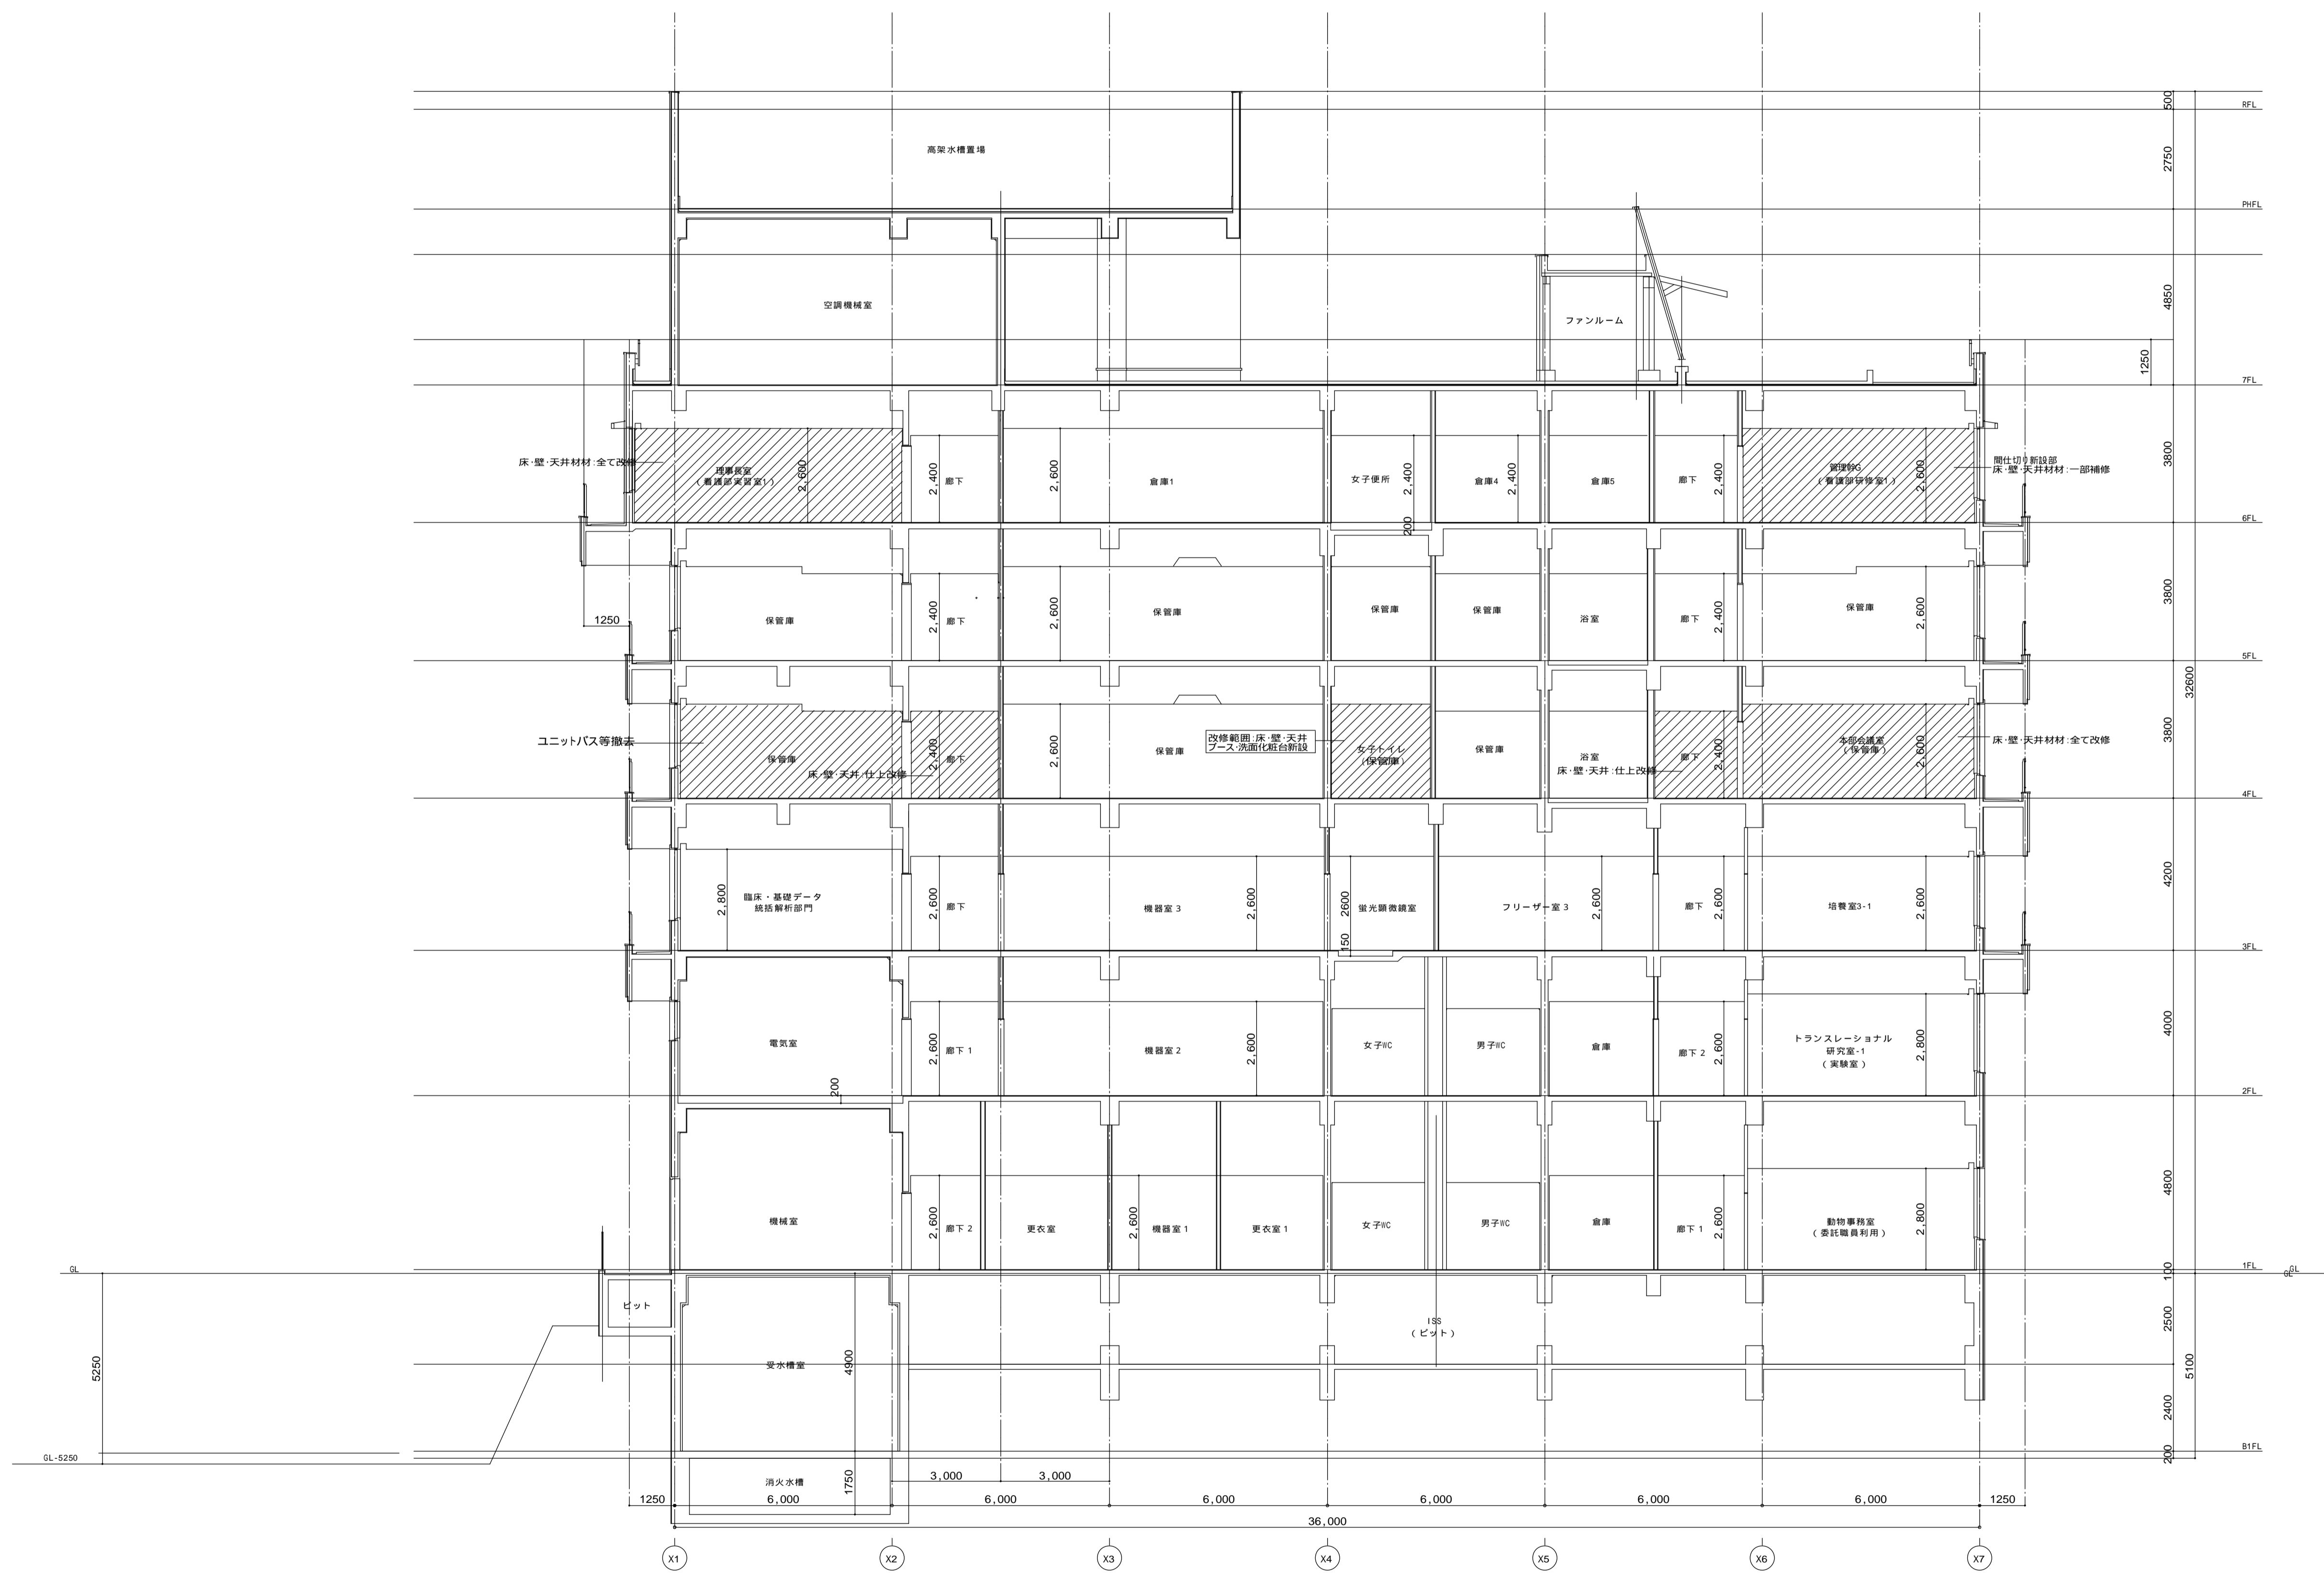 500
RFL
高架水槽置場
2750
PHFL
空調機械室
ファンルーム
4850
1250
7FL
床･壁･天井材材:全て改修
理事長室
(看護部実習室1)
2,600
2,400
廊下
2,600
倉庫1
女子便所
2,400
200
倉庫4
2,400
倉庫5
廊下
2,400
管理幹G
(看護部研修室1)
2,600
間仕切り新設部
床･壁･天井材材:一部補修
3800
6FL
1250
保管庫
2,400
廊下
2,600
保管庫
保管庫
保管庫
浴室
廊下
2,400
保管庫
2,600
3800
5FL
32600
ユニットバス等撤去
保管庫
床･壁･天井:仕上改修
2,400
廊下
2,600
保管庫
改修範囲:床･壁･天井
ブース･洗面化粧台新設
女子トイレ
(保管庫)
保管庫
浴室
床･壁･天井:仕上改修
廊下
2,400
本部会議室
(保管庫)
2,600
床･壁･天井材材:全て改修
3800
4FL
2,800
臨床・基礎データ
統括解析部門
2,600
廊下
機器室３
2,600
2600
150
蛍光顕微鏡室
フリーザー室３
2,600
廊下
2,600
培養室3-1
2,600
4200
3FL
電気室
200
2,600
廊下１
機器室２
2,600
女子WC
男子WC
倉庫
廊下２
2,600
トランスレーショナル
研究室-1
(実験室)
2,800
4000
2FL
機械室
2,600
廊下２
更衣室
2,600
機器室１
更衣室１
女子WC
男子WC
倉庫
廊下１
2,600
動物事務室
(委託職員利用)
2,800
4800
1FL
GL
100
GL
GL
ピット
ISS
(ピット)
2500
5250
受水槽室
4900
5100
2400
B1FL
GL-5250
200
消火水槽
1750
3,000
3,000
1250
6,000
6,000
6,000
6,000
6,000
6,000
1250
36,000
X1
X2
X3
X4
X5
X6
X7